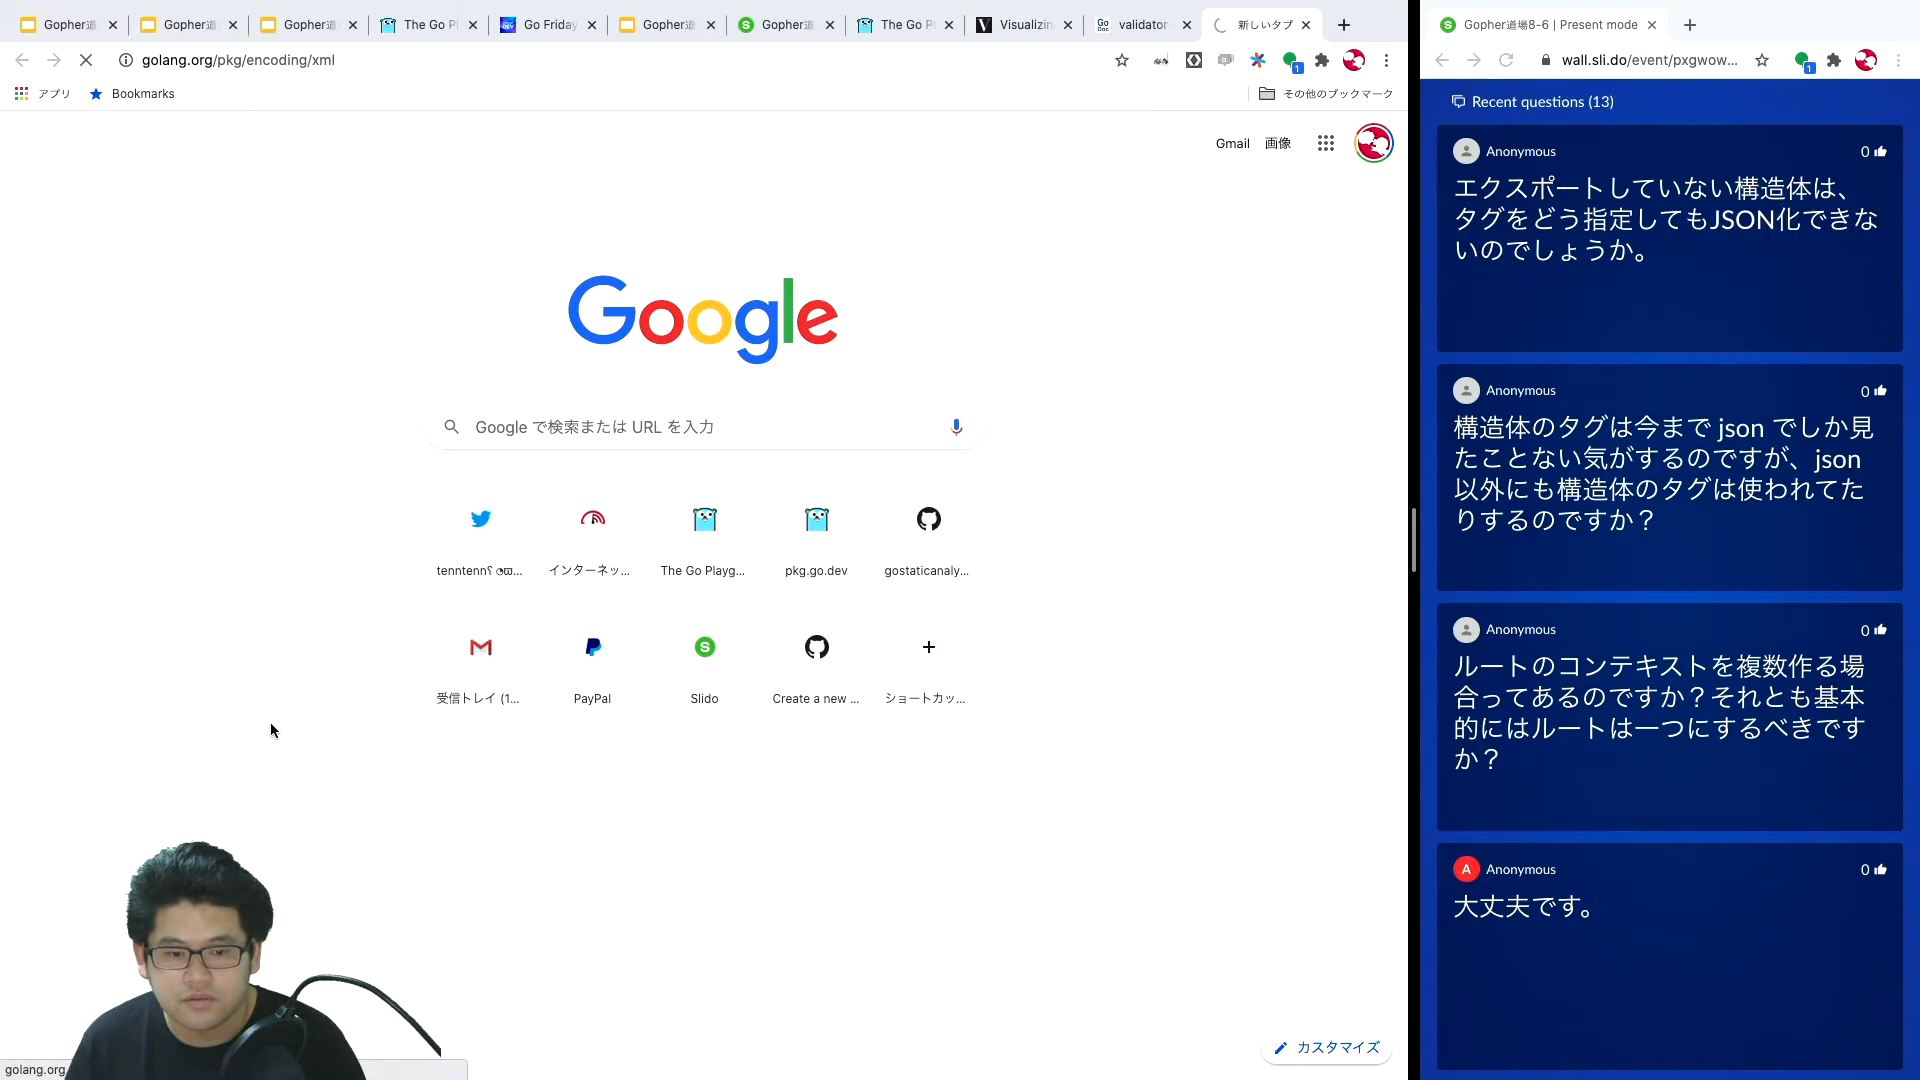 Gopher道
Gopher道
Gopher道
The Go P
Go Friday
Gopher道
Gopher道
The Go P
Visualizin
validator
新しいタブ
golang.org/pkg/encoding/xml
アプリ
Bookmarks
その他のブックマーク
Gmail
画像
Google
Google で検索または URL を入力
インターネッ...
The Go Playg...
pkg.go.dev
gostaticanaly...
受信トレイ (1...
PayPal
Slido
Create a new ...
ショートカッ...
カスタマイズ
golang.org
Gopher道場8-6 | Present mode
wall.sli.do/event/pxgwow...
Recent questions (13)
Anonymous
0
エクスポートしていない構造体は、
タグをどう指定してもJSON化できな
いのでしょうか。
Anonymous
0
構造体のタグは今まで json でしか見
たことない気がするのですが、json
以外にも構造体のタグは使われてた
りするのですか？
Anonymous
0
ルートのコンテキストを複数作る場
合ってあるのですか？それとも基本
的にはルートは一つにするべきです
か？
A
Anonymous
0
大丈夫です。